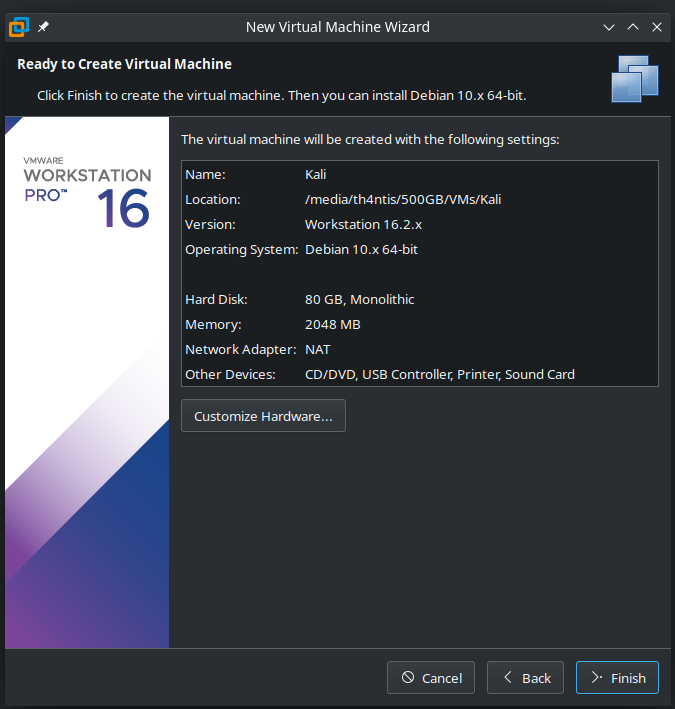 New Virtual Machine Wizard
Ready to Create Virtual Machine
Click Finish to create the virtual machine. Then you can install Debian 10.x 64-bit.
VMWARE
WORKSTATION
PRO™ 16
The virtual machine will be created with the following settings:
Name: Kali
Location: /media/th4ntis/500GB/VMs/Kali
Version: Workstation 16.2.x
Operating System: Debian 10.x 64-bit
Hard Disk: 80 GB, Monolithic
Memory: 2048 MB
Network Adapter: NAT
Other Devices: CD/DVD, USB Controller, Printer, Sound Card
Customize Hardware...
Cancel Back Finish